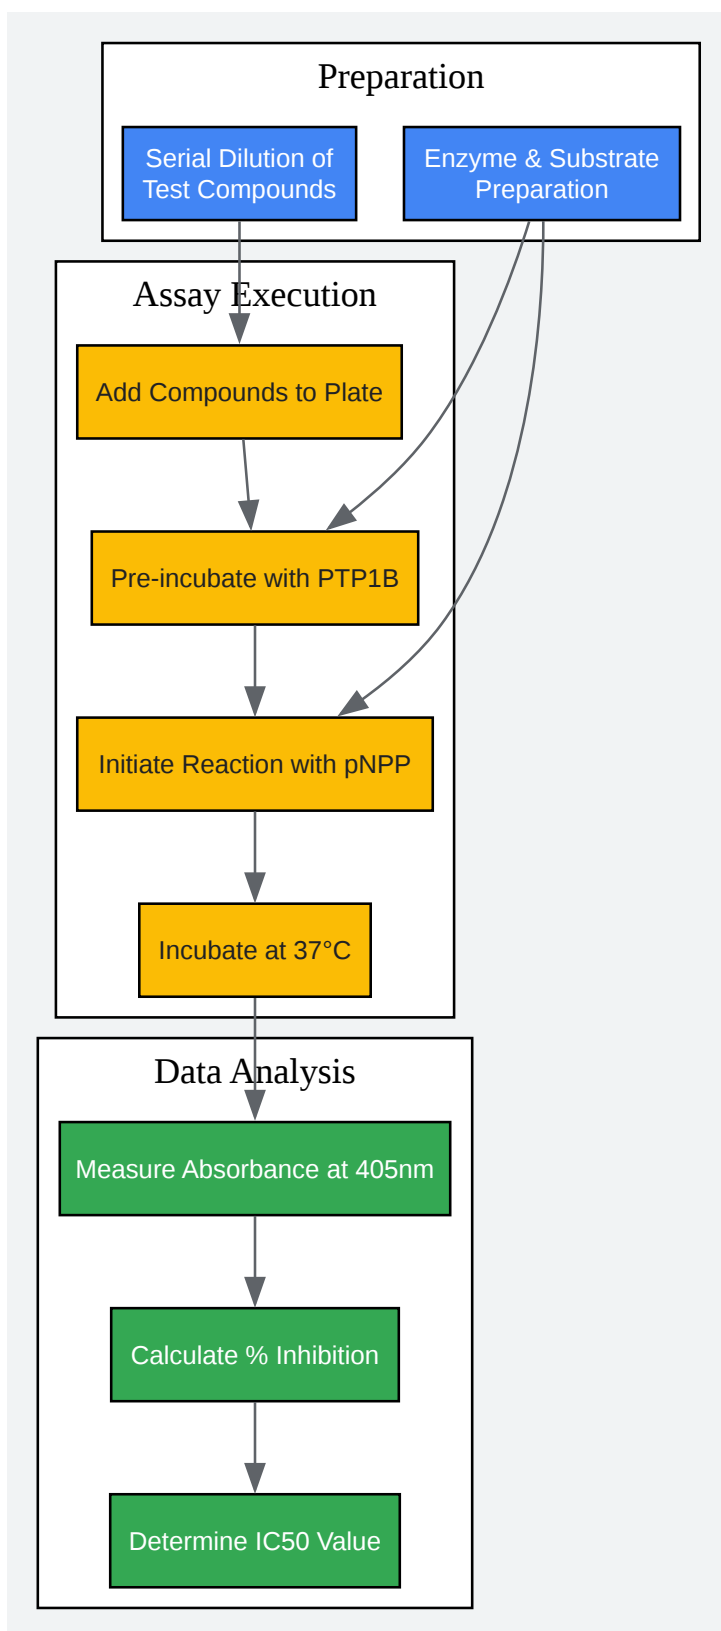 Preparation
Serial Dilution of
Test Compounds
Enzyme & Substrate
Preparation
Assay Execution
Add Compounds to Plate
Pre-incubate with PTP1B
Initiate Reaction with pNPP
Incubate at 37°C
Data Analysis
Measure Absorbance at 405nm
Calculate % Inhibition
Determine IC50 Value